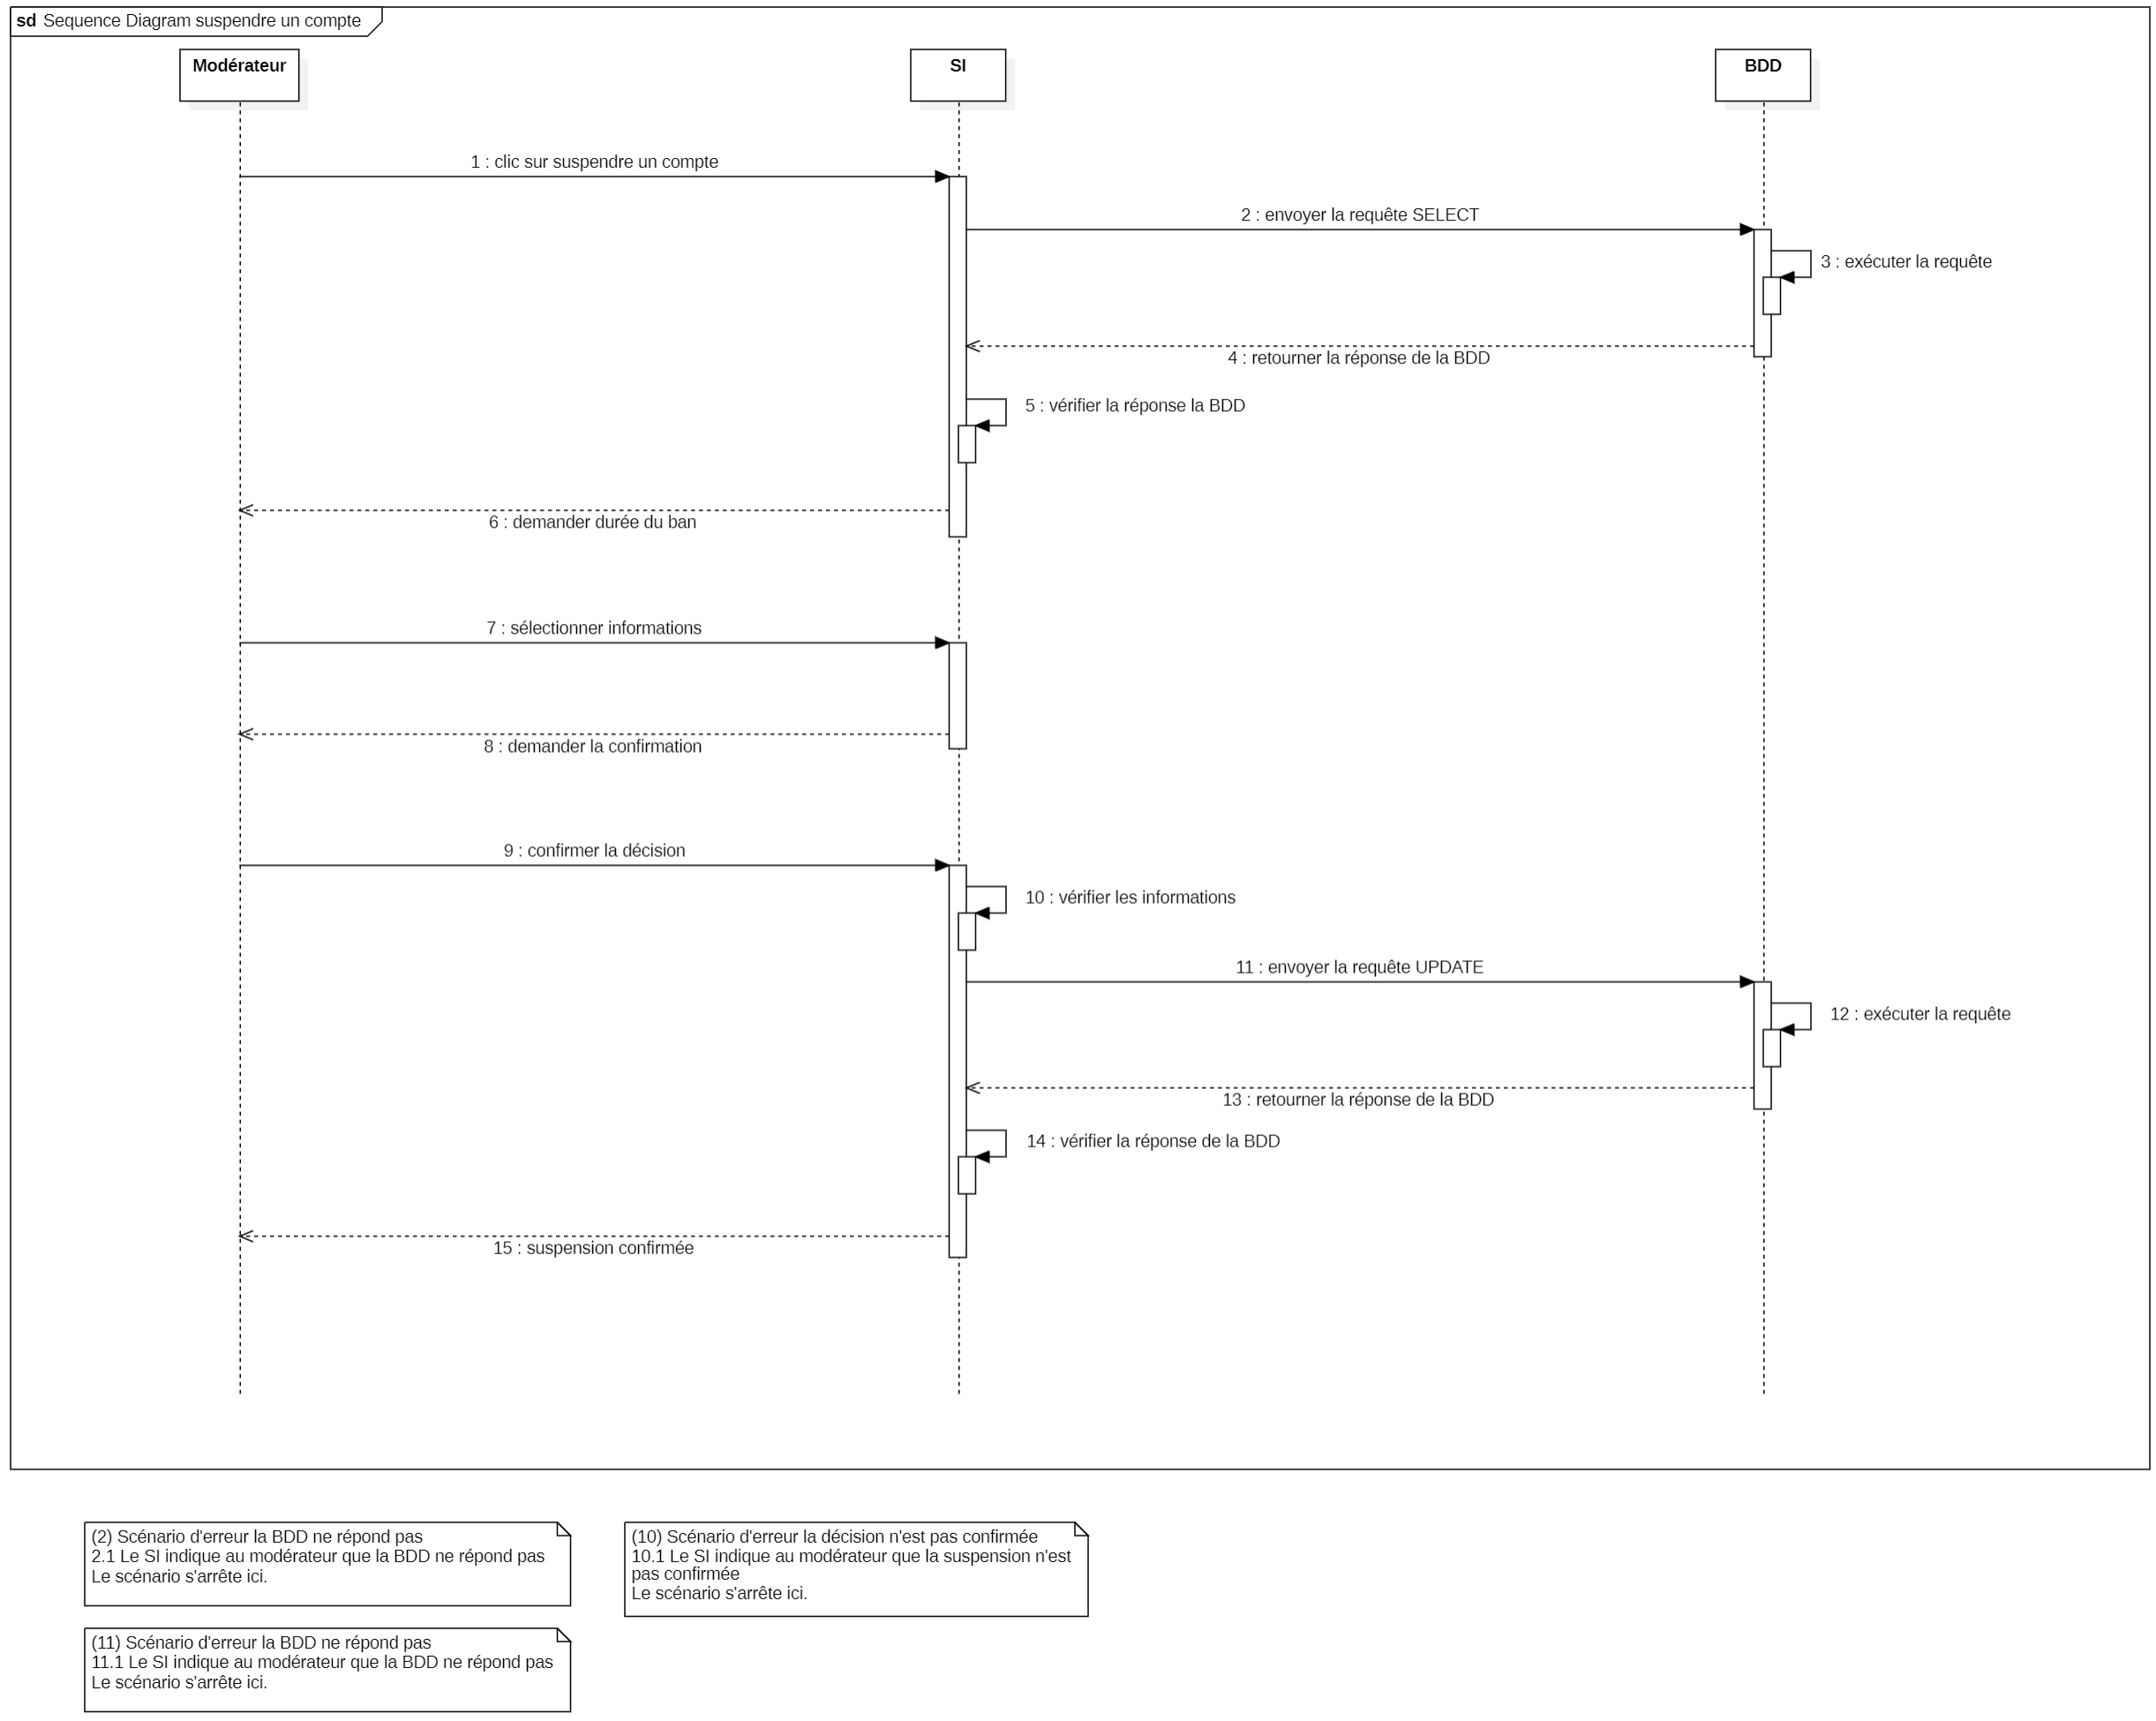 sd Sequence Diagram suspendre un compte
Modérateur
SI
BDD
1 : clic sur suspendre un compte
2 : envoyer la requête SELECT
3 : exécuter la requête
4 : retourner la réponse de la BDD
5 : vérifier la réponse la BDD
6 : demander durée du ban
7 : sélectionner informations
8 : demander la confirmation
9 : confirmer la décision
10 : vérifier les informations
11 : envoyer la requête UPDATE
12 : exécuter la requête
13 : retourner la réponse de la BDD
14 : vérifier la réponse de la BDD
15 : suspension confirmée
(2) Scénario d'erreur la BDD ne répond pas
2.1 Le SI indique au modérateur que la BDD ne répond pas
Le scénario s'arrête ici.
(10) Scénario d'erreur la décision n'est pas confirmée
10.1 Le SI indique au modérateur que la suspension n'est
pas confirmée
Le scénario s'arrête ici.
(11) Scénario d'erreur la BDD ne répond pas
11.1 Le SI indique au modérateur que la BDD ne répond pas
Le scénario s'arrête ici.